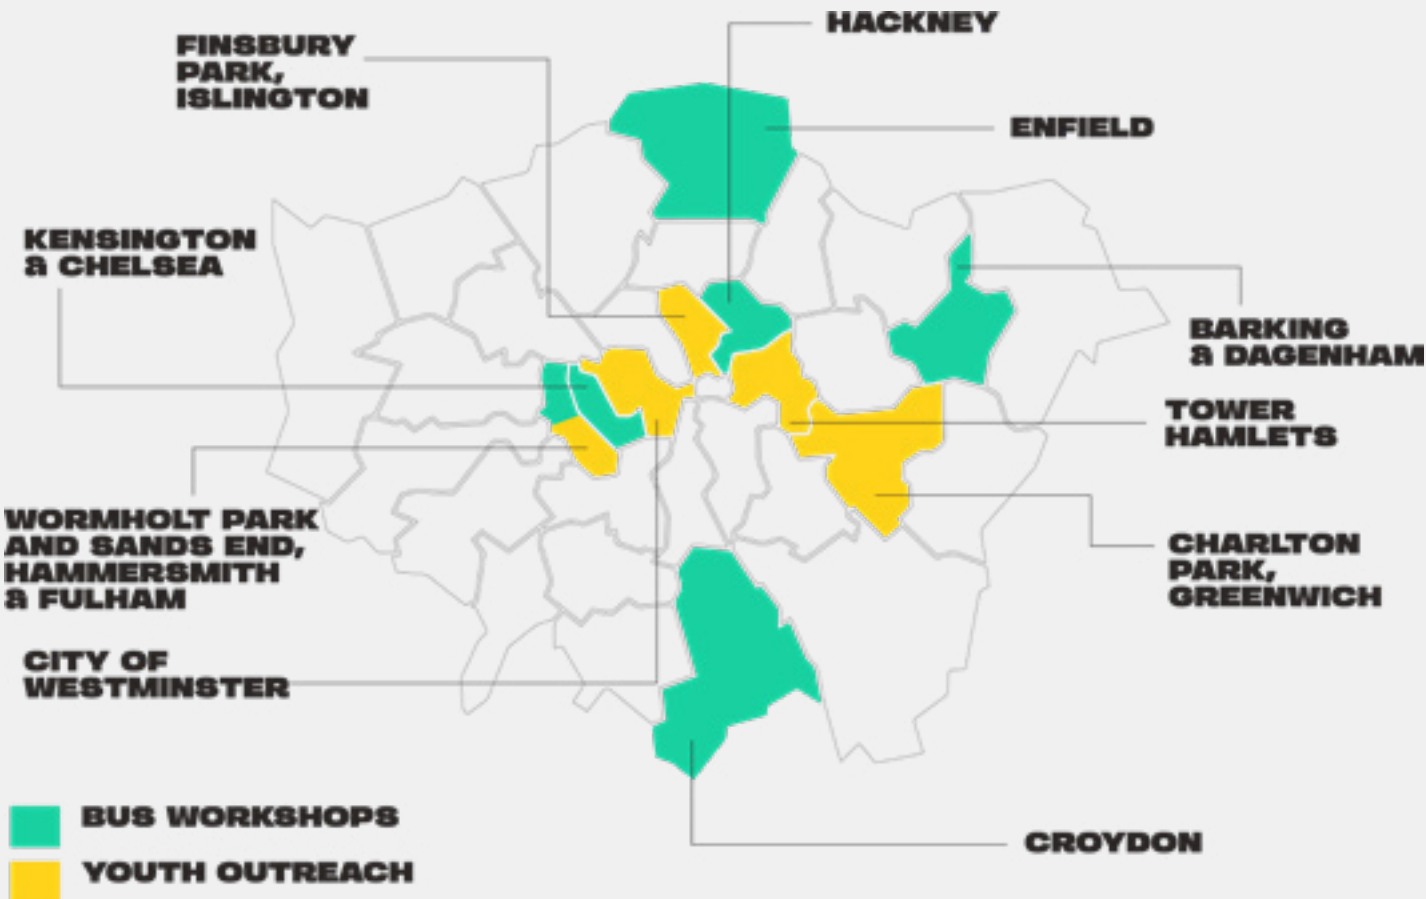 HACKNEY
FINSBURY
PARK,
ISLINGTON
ENFIELD
KENSINGTON
& CHELSEA
BARKING
& DAGENHAM
TOWER
HAMLETS
WORMHOLT PARK
AND SANDS END,
HAMMERSMITH
& FULHAM
CHARLTON
PARK,
GREENWICH
CITY OF
WESTMINSTER
CROYDON
BUS WORKSHOPS
YOUTH OUTREACH